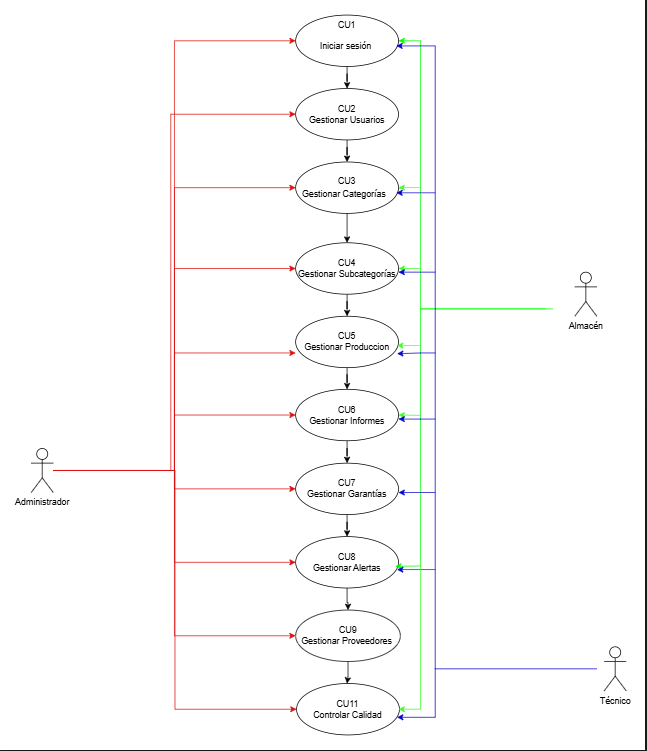 CU1
Iniciar sesión
CU2
Gestionar Usuarios
CU3
Gestionar Categorías
CU4
Gestionar Subcategorías
Almacén
CU5
Gestionar Produccion
CU6
Gestionar Informes
CU7
Gestionar Garantías
Administrador
CU8
Gestionar Alertas
CU9
Gestionar Proveedores
Técnico
CU11
Controlar Calidad